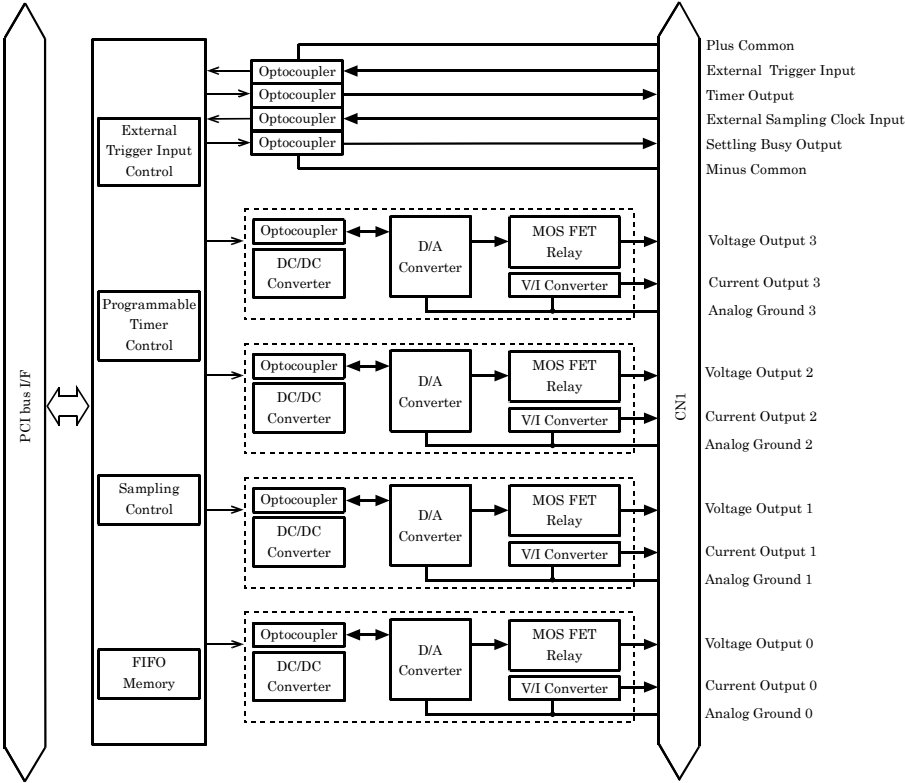 PCI bus I/F
External
Trigger Input
Control
Programmable
Timer
Control
Sampling
Control
FIFO
Memory
Optocoupler
Optocoupler
Optocoupler
Optocoupler
Plus Common
External Trigger Input
Timer Output
External Sampling Clock Input
Settling Busy Output
Minus Common
Optocoupler
DC/DC
Converter
D/A
Converter
MOS FET
Relay
V/I Converter
Voltage Output 3
Current Output 3
Analog Ground 3
Optocoupler
DC/DC
Converter
D/A
Converter
MOS FET
Relay
V/I Converter
Voltage Output 2
Current Output 2
Analog Ground 2
Optocoupler
DC/DC
Converter
D/A
Converter
MOS FET
Relay
V/I Converter
Voltage Output 1
Current Output 1
Analog Ground 1
Optocoupler
DC/DC
Converter
D/A
Converter
MOS FET
Relay
V/I Converter
Voltage Output 0
Current Output 0
Analog Ground 0
CN1